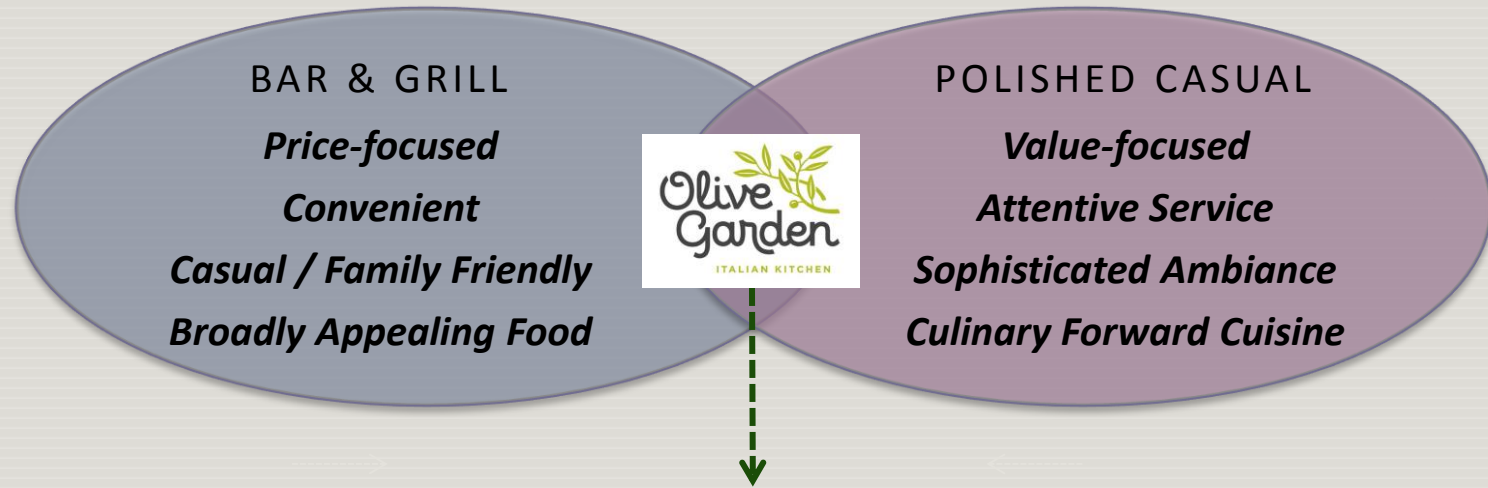 BAR & GRILL
Price-focused
Convenient
Casual / Family Friendly
Broadly Appealing Food
Olive
Garden
ITALIAN KITCHEN
POLISHED CASUAL
Value-focused
Attentive Service
Sophisticated Ambiance
Culinary Forward Cuisine